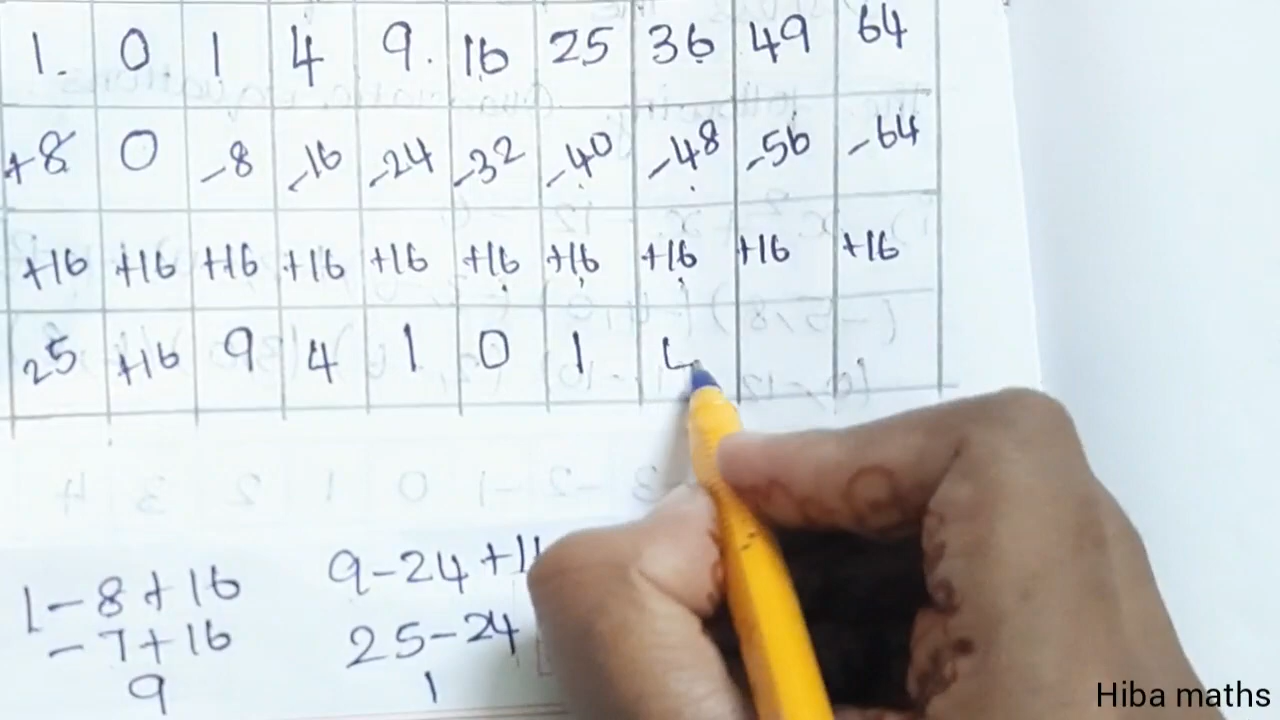 1. 0 1 4 9. 16 25 36 49 64
+8 0 -8 -16 -24 -32 -40 -48 -56 -64
+16 +16 +16 +16 +16 +16 +16 +16 +16 +16
25 +16 9 4 1 0 1
1-8+16
-7+16
9
9-24+1
25-24
1
Hiba maths